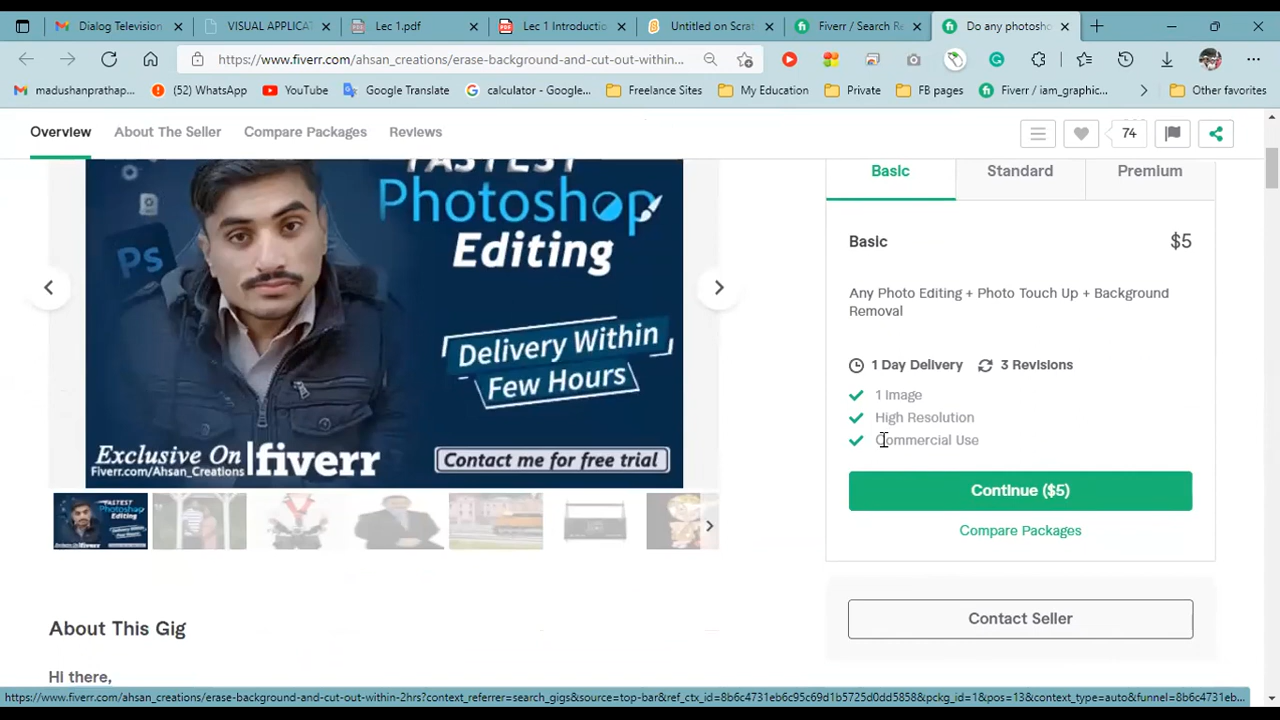 Dialog Television
VISUAL APPLICAT
Lec 1.pdf
Lec 1 Introductio
Untitled on Scrat
Fiverr / Search Re
Do any photosho
https://www.fiverr.com/ahsan_creations/erase-background-and-cut-out-within...
madushanprathap...
(52) WhatsApp
YouTube
Google Translate
calculator - Google...
Freelance Sites
My Education
Private
FB pages
Fiverr / iam_graphic...
Other favorites
Overview
About The Seller
Compare Packages
Reviews
74
FASTEST
Photoshop
Editing
Ps
Delivery Within
Few Hours
Exclusive On fiverr
Fiverr.com/Ahsan_Creations
Contact me for free trial
Basic
Standard
Premium
Basic
$5
Any Photo Editing + Photo Touch Up + Background
Removal
1 Day Delivery
3 Revisions
1 Image
High Resolution
Commercial Use
Continue ($5)
Compare Packages
Contact Seller
About This Gig
Hi there,
https://www.fiverr.com/ahsan_creations/erase-background-and-cut-out-within-2hrs?context_referrer=search_gigs&source=top-bar&ref_ctx_id=8b6c4731eb6c95c69d1b5725d0dd5858&pckg_id=1&pos=13&context_type=auto&funnel=8b6c4731eb...